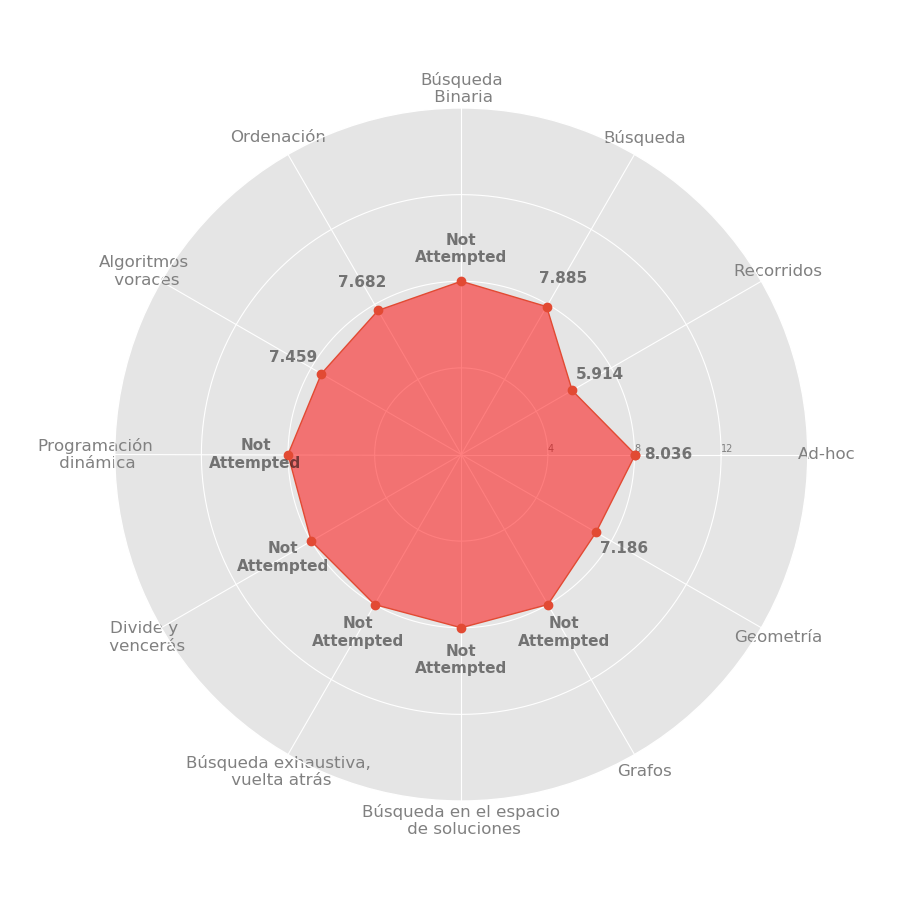 Búsqueda
Binaria
Ordenación
Búsqueda
Not
Attempted
Algoritmos
voraces
7.682
7.885
Recorridos
7.459
5.914
Programación
dinámica
Not
Attempted
4
8
12
8.036
Ad-hoc
Not
Attempted
7.186
Divide y
vencerás
Not
Attempted
Not
Attempted
Not
Attempted
Geometría
Búsqueda exhaustiva,
vuelta atrás
Grafos
Búsqueda en el espacio
de soluciones